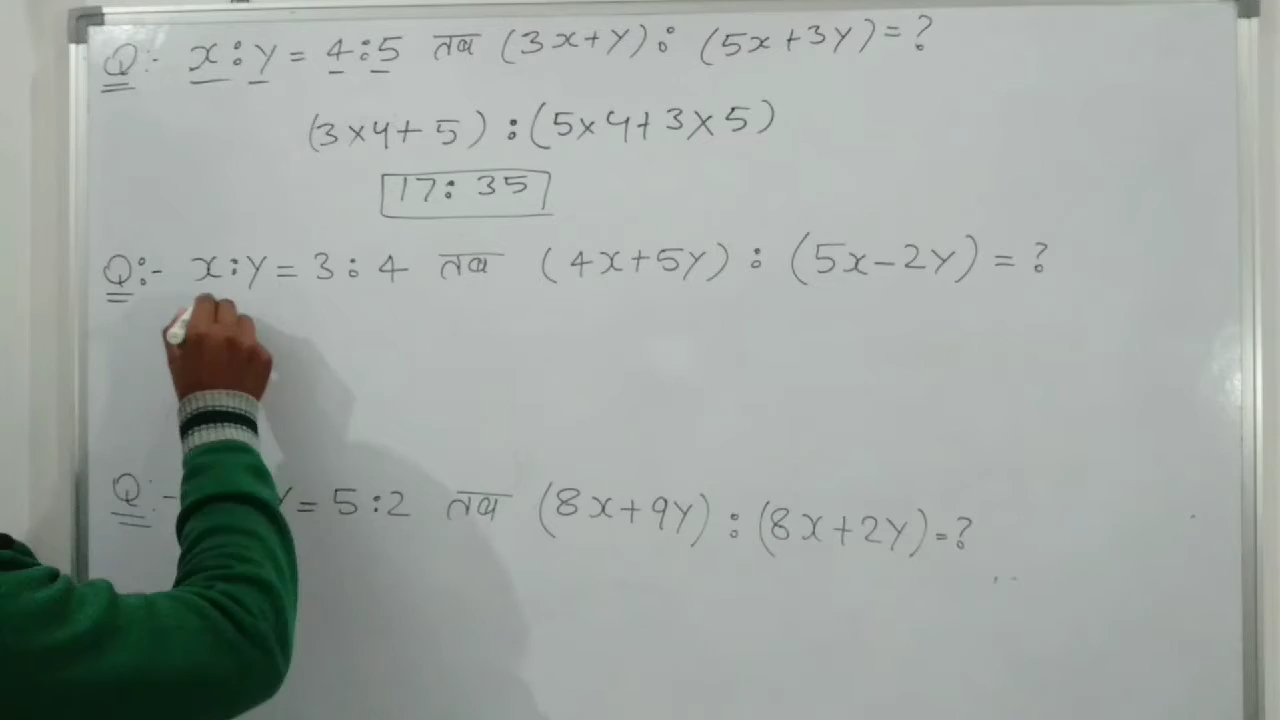 Q:- x:y = 4:5 तब (3x+y) : (5x+3y) = ?
(3×4+5) : (5×4+3×5)
17: 35
Q:- x:y = 3:4 तब (4x+5y) : (5x-2y) = ?
Q:- y = 5:2 तब (8x+9y) : (8x+2y) = ?